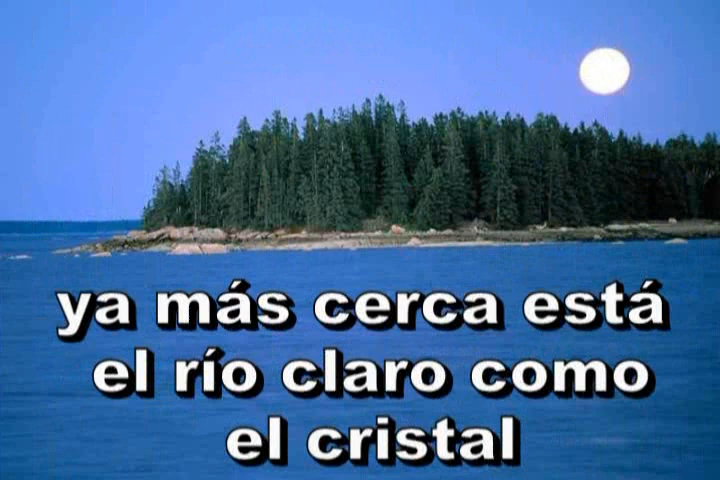 ya más cerca está
el río claro como
el cristal